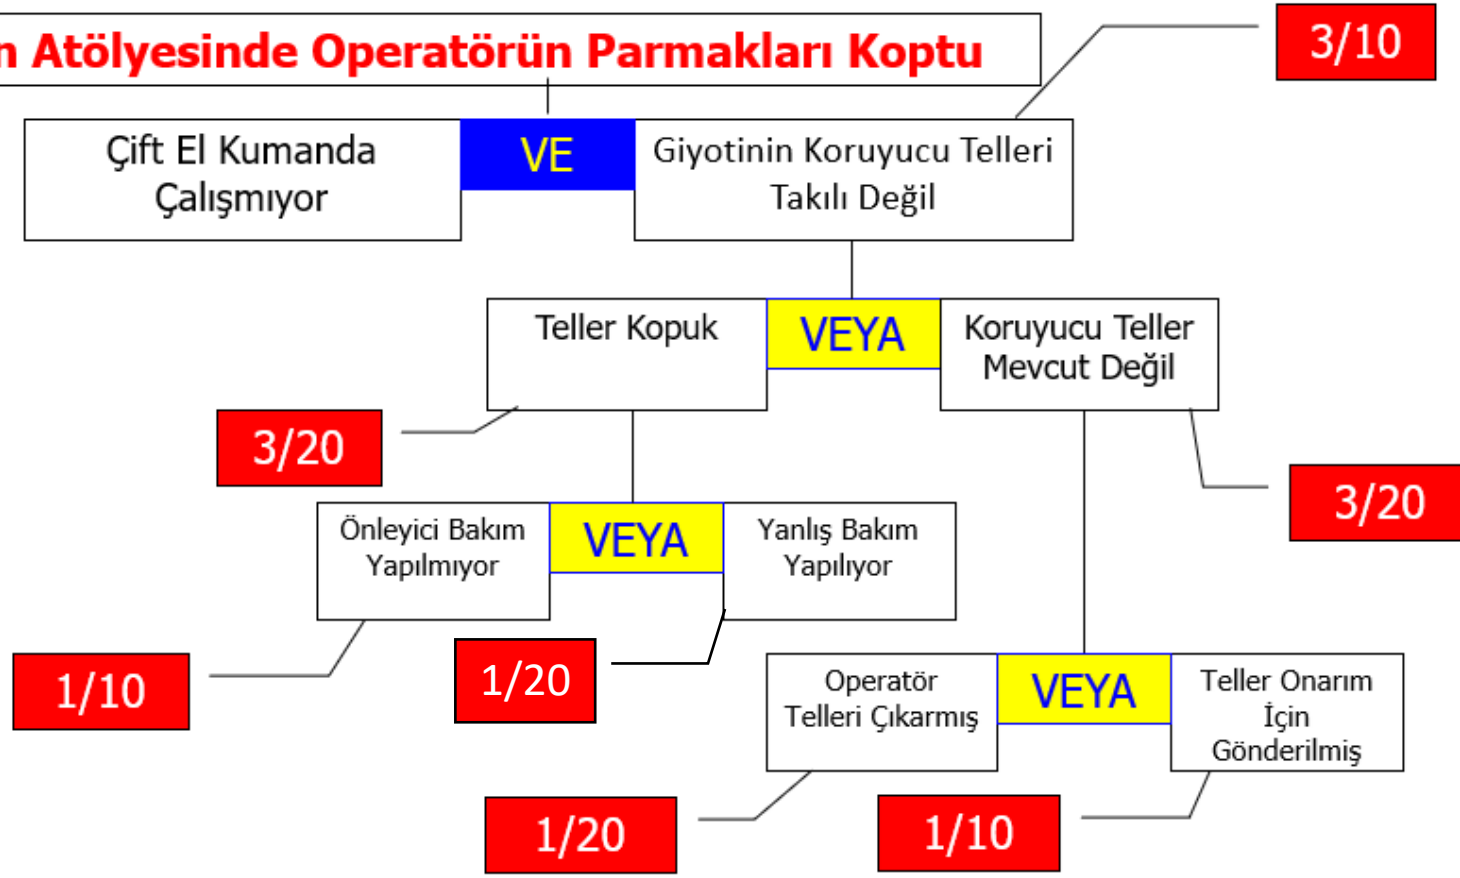 Atölyesinde Operatörün Parmakları Koptu
3/10
Çift El Kumanda
Çalışmıyor
VE
Giyotinin Koruyucu Telleri
Takılı Değil
Teller Kopuk
VEYA
Koruyucu Teller
Mevcut Değil
3/20
3/20
Önleyici Bakım
Yapılmıyor
VEYA
Yanlış Bakım
Yapılıyor
1/10
1/20
Operatör
Telleri Çıkarmış
VEYA
Teller Onarım
İçin
Gönderilmiş
1/20
1/10